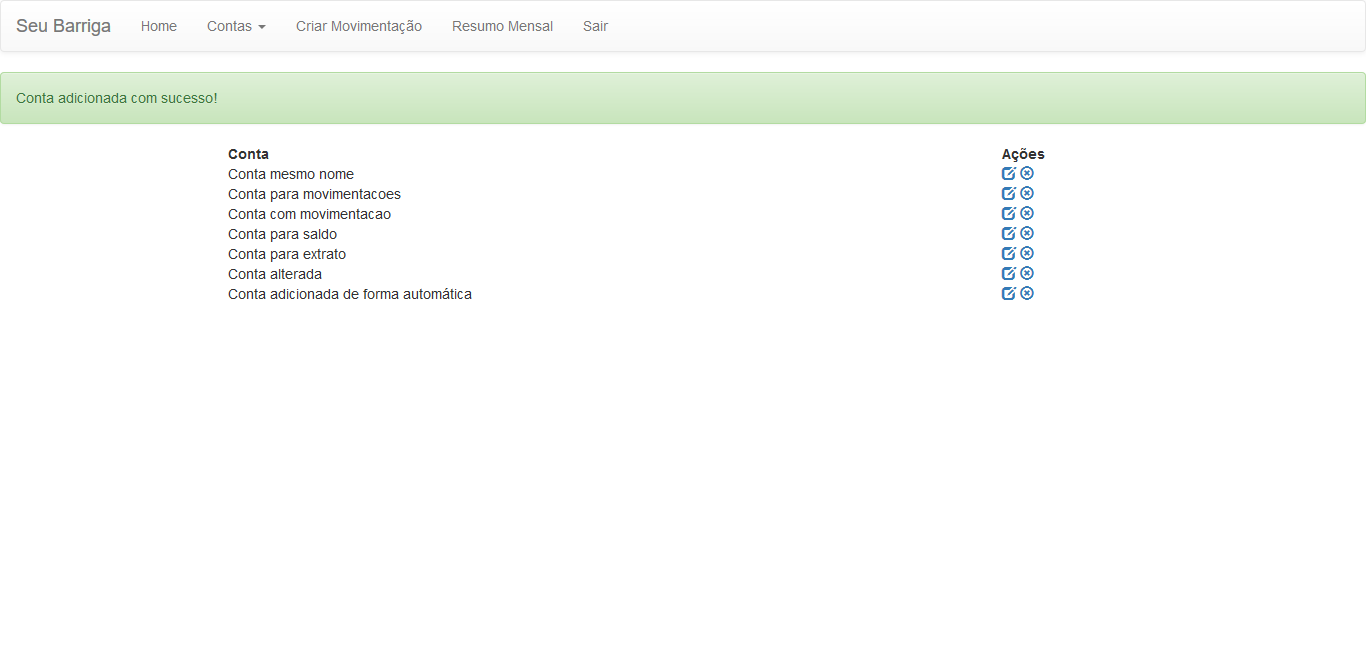 Seu Barriga Home Contas Criar Movimentação Resumo Mensal Sair
Conta adicionada com sucesso!
Conta Ações
Conta mesmo nome
Conta para movimentacoes
Conta com movimentacao
Conta para saldo
Conta para extrato
Conta alterada
Conta adicionada de forma automática